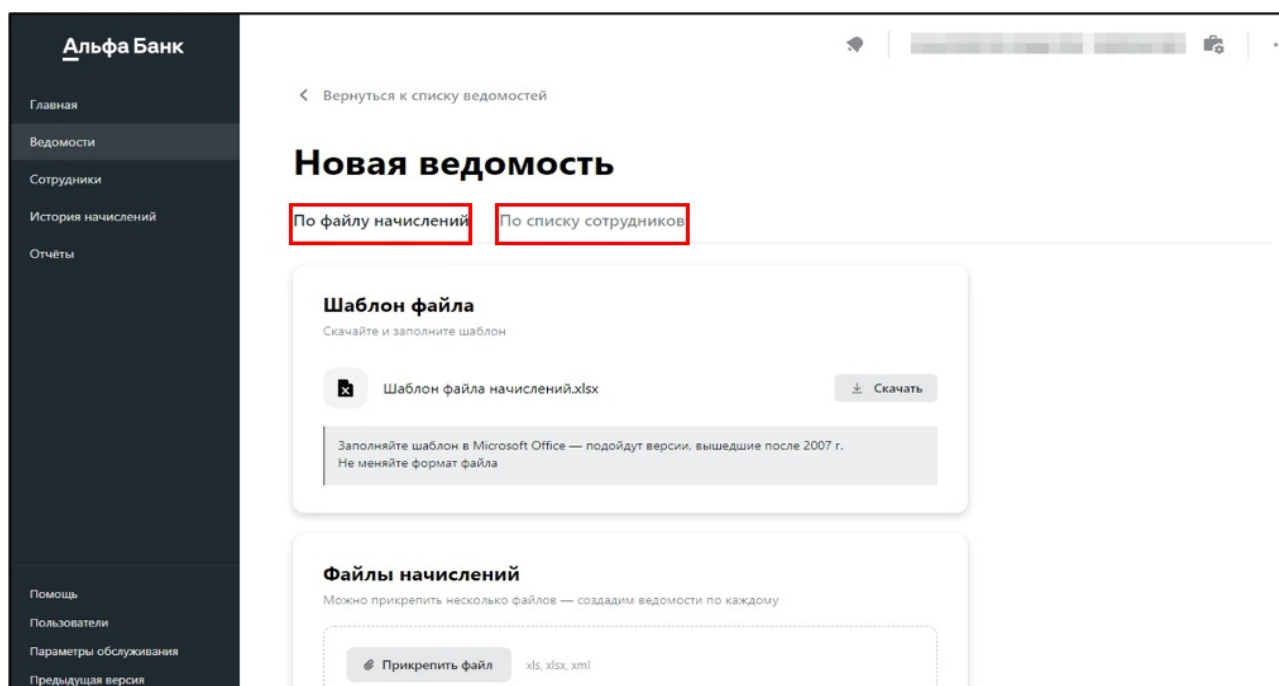 Альфа Банк
Главная
Ведомости
Сотрудники
История начислений
Отчёты
Помощь
Пользователи
Параметры обслуживания
Предыдущая версия
Вернуться к списку ведомостей
Новая ведомость
По файлу начислений По списку сотрудников
Шаблон файла
Скачайте и заполните шаблон
Шаблон файла начислений.xlsx Скачать
Заполняйте шаблон в Microsoft Office — подойдут версии, вышедшие после 2007 г.
Не меняйте формат файла
Файлы начислений
Можно прикрепить несколько файлов — создадим ведомости по каждому
Прикрепить файл xls, xlsx, xml